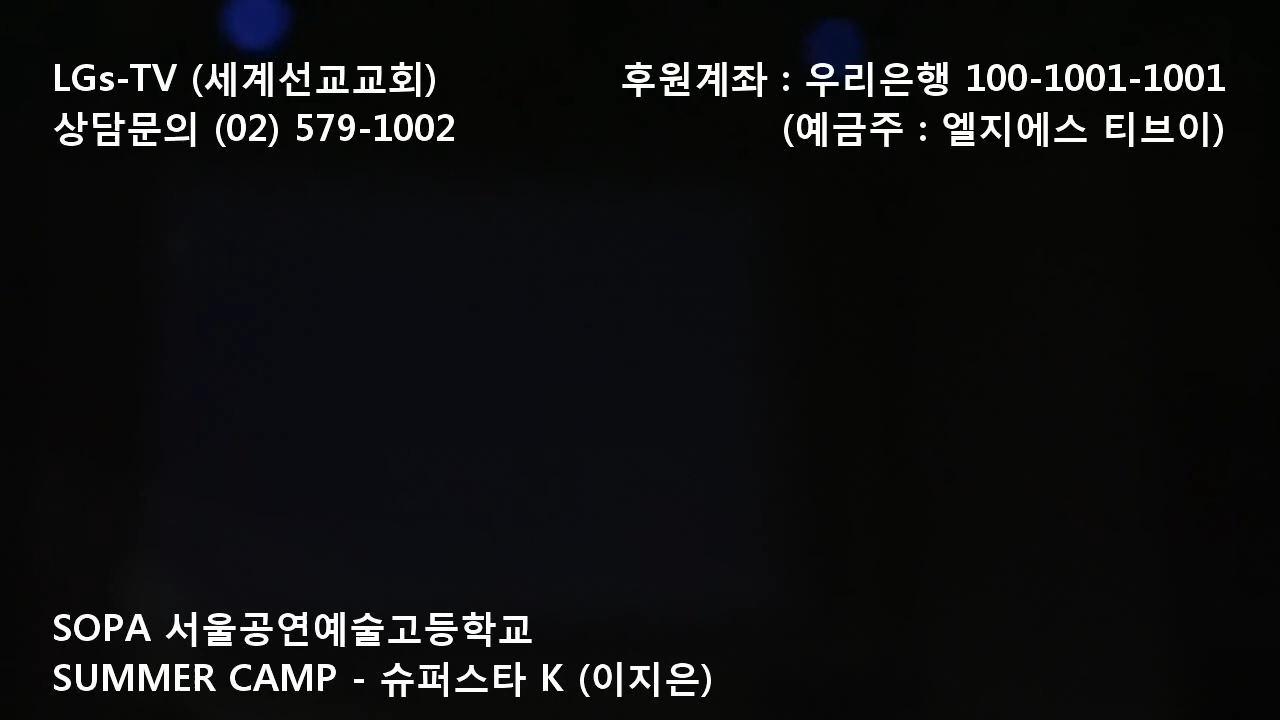 LGs-TV (세계선교교회)
상담문의 (02) 579-1002
후원계좌 : 우리은행 100-1001-1001
(예금주 : 엘지에스 티브이)
SOPA 서울공연예술고등학교
SUMMER CAMP - 슈퍼스타 K (이지은)